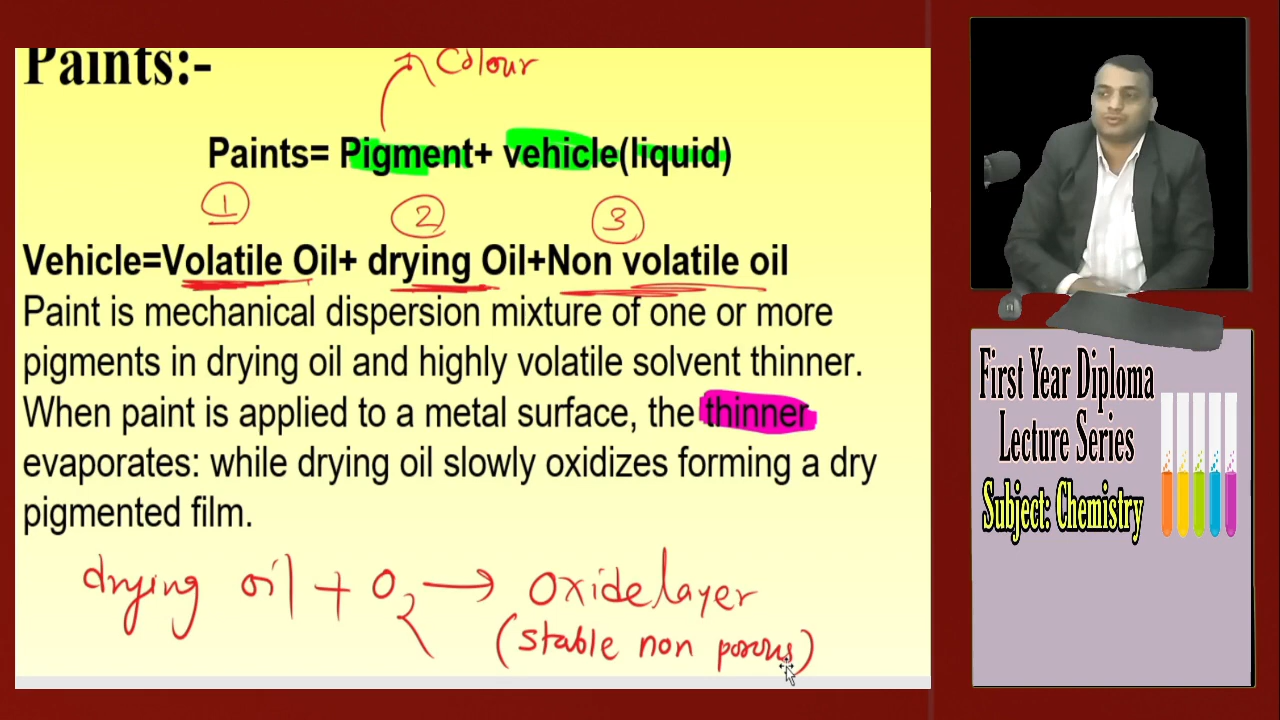 Paints:-
Colour
Paints= Pigment+ vehicle(liquid)
1 2 3
Vehicle=Volatile Oil+ drying Oil+Non volatile oil
Paint is mechanical dispersion mixture of one or more
pigments in drying oil and highly volatile solvent thinner.
When paint is applied to a metal surface, the thinner
evaporates: while drying oil slowly oxidizes forming a dry
pigmented film.
drying oil + O2 → oxide layer
(stable non porous)
First Year Diploma
Lecture Series
Subject: Chemistry